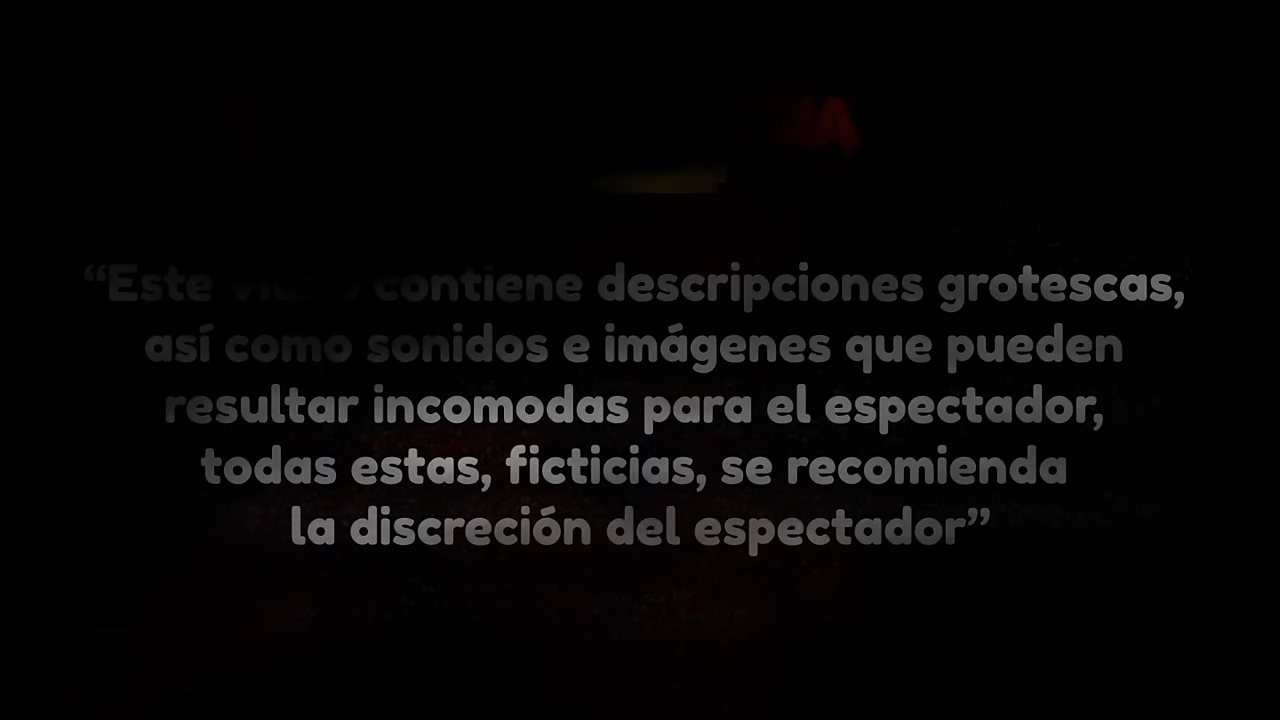 “Este video contiene descripciones grotescas,
así como sonidos e imágenes que pueden
resultar incomodas para el espectador,
todas estas, ficticias, se recomienda
la discreción del espectador”